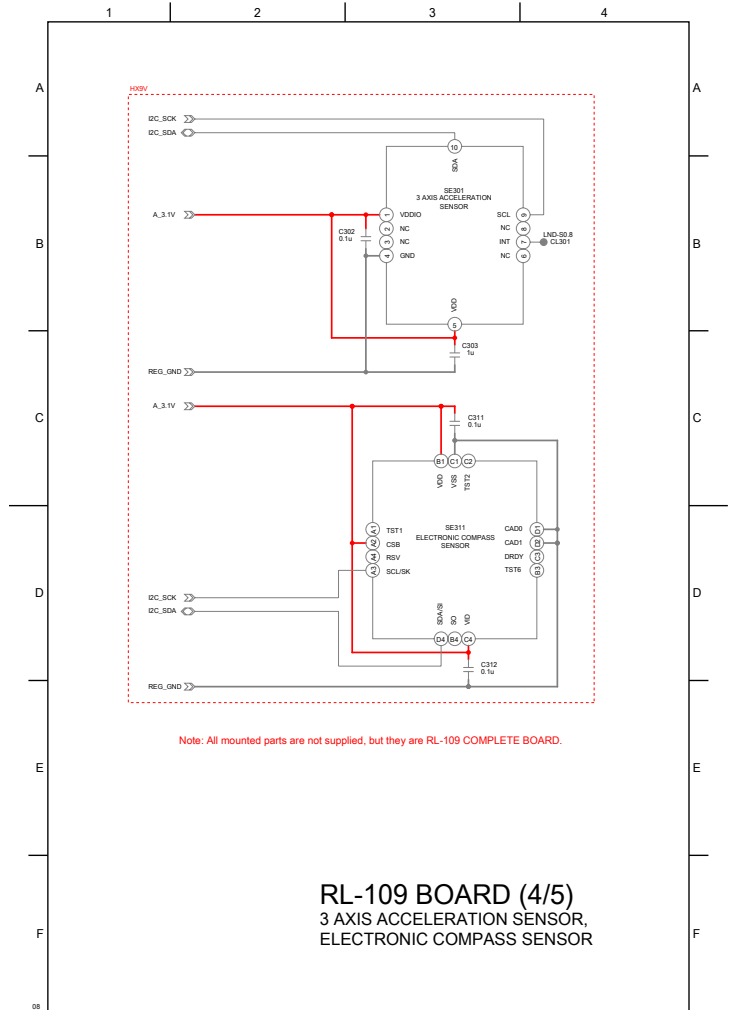 1 2 3 4
A A
HX9V
I2C_SCK
I2C_SDA
10
SDA
SE301
3 AXIS ACCELERATION
SENSOR
A_3.1V
1 VDDIO SCL 9
C302
0.1u
2 NC NC 8
LND-S0.8
CL301
3 NC INT 7
4 GND NC 6
B B
VDD
5
C303
1u
REG_GND
A_3.1V
C C
C311
0.1u
B1 C1 C2
VDD VSS TST2
SE311
ELECTRONIC COMPASS
SENSOR
A1 TST1 CAD0 D1
A2 CSB CAD1 D2
A4 RSV DRDY C3
A3 SCL/SK TST6 B3
D D
I2C_SCK
I2C_SDA
SDA/SI SO VID
D4 B4 C4
C312
0.1u
REG_GND
Note: All mounted parts are not supplied, but they are RL-109 COMPLETE BOARD.
E E
RL-109 BOARD (4/5)
3 AXIS ACCELERATION SENSOR,
ELECTRONIC COMPASS SENSOR
F F
08